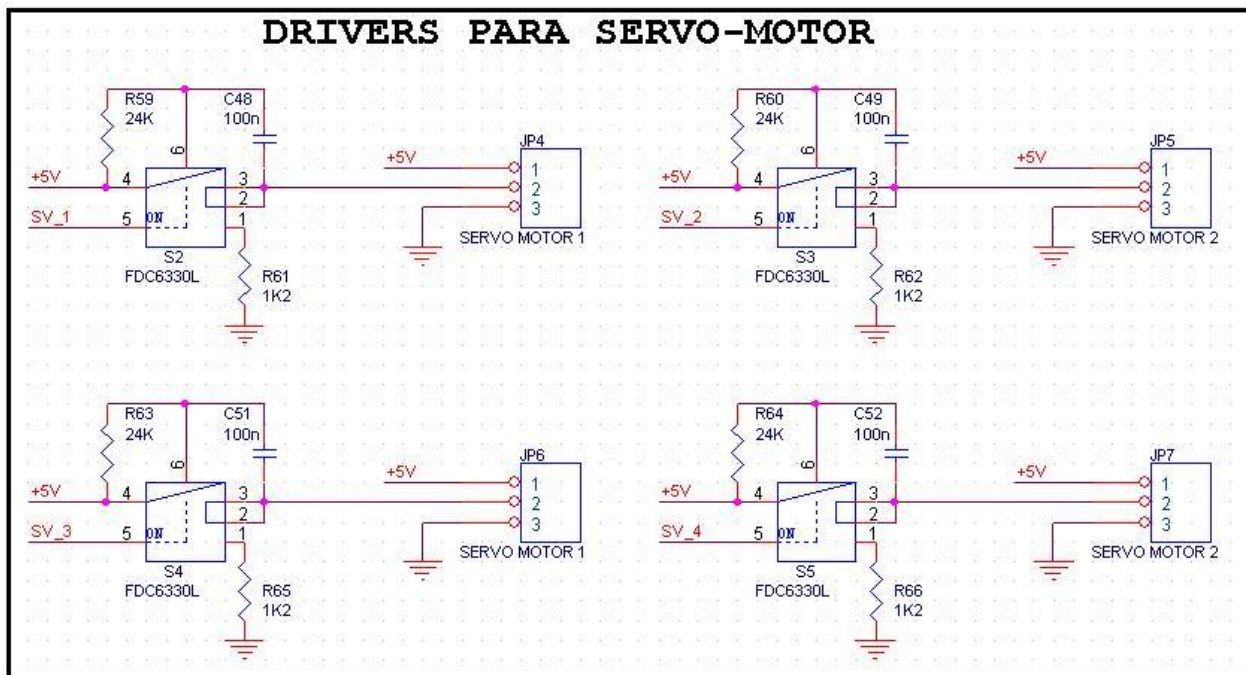 DRIVERS PARA SERVO-MOTOR
R59
24K
C48
100n
6
+5V
4
3
2
SV_1
5
ON
1
S2
FDC6330L
R61
1K2
+5V
JP4
1
2
3
SERVO MOTOR 1
R60
24K
C49
100n
6
+5V
4
3
2
SV_2
5
ON
1
S3
FDC6330L
R62
1K2
+5V
JP5
1
2
3
SERVO MOTOR 2
R63
24K
C51
100n
6
+5V
4
3
2
SV_3
5
ON
1
S4
FDC6330L
R65
1K2
+5V
JP6
1
2
3
SERVO MOTOR 1
R64
24K
C52
100n
6
+5V
4
3
2
SV_4
5
ON
1
S5
FDC6330L
R66
1K2
+5V
JP7
1
2
3
SERVO MOTOR 2